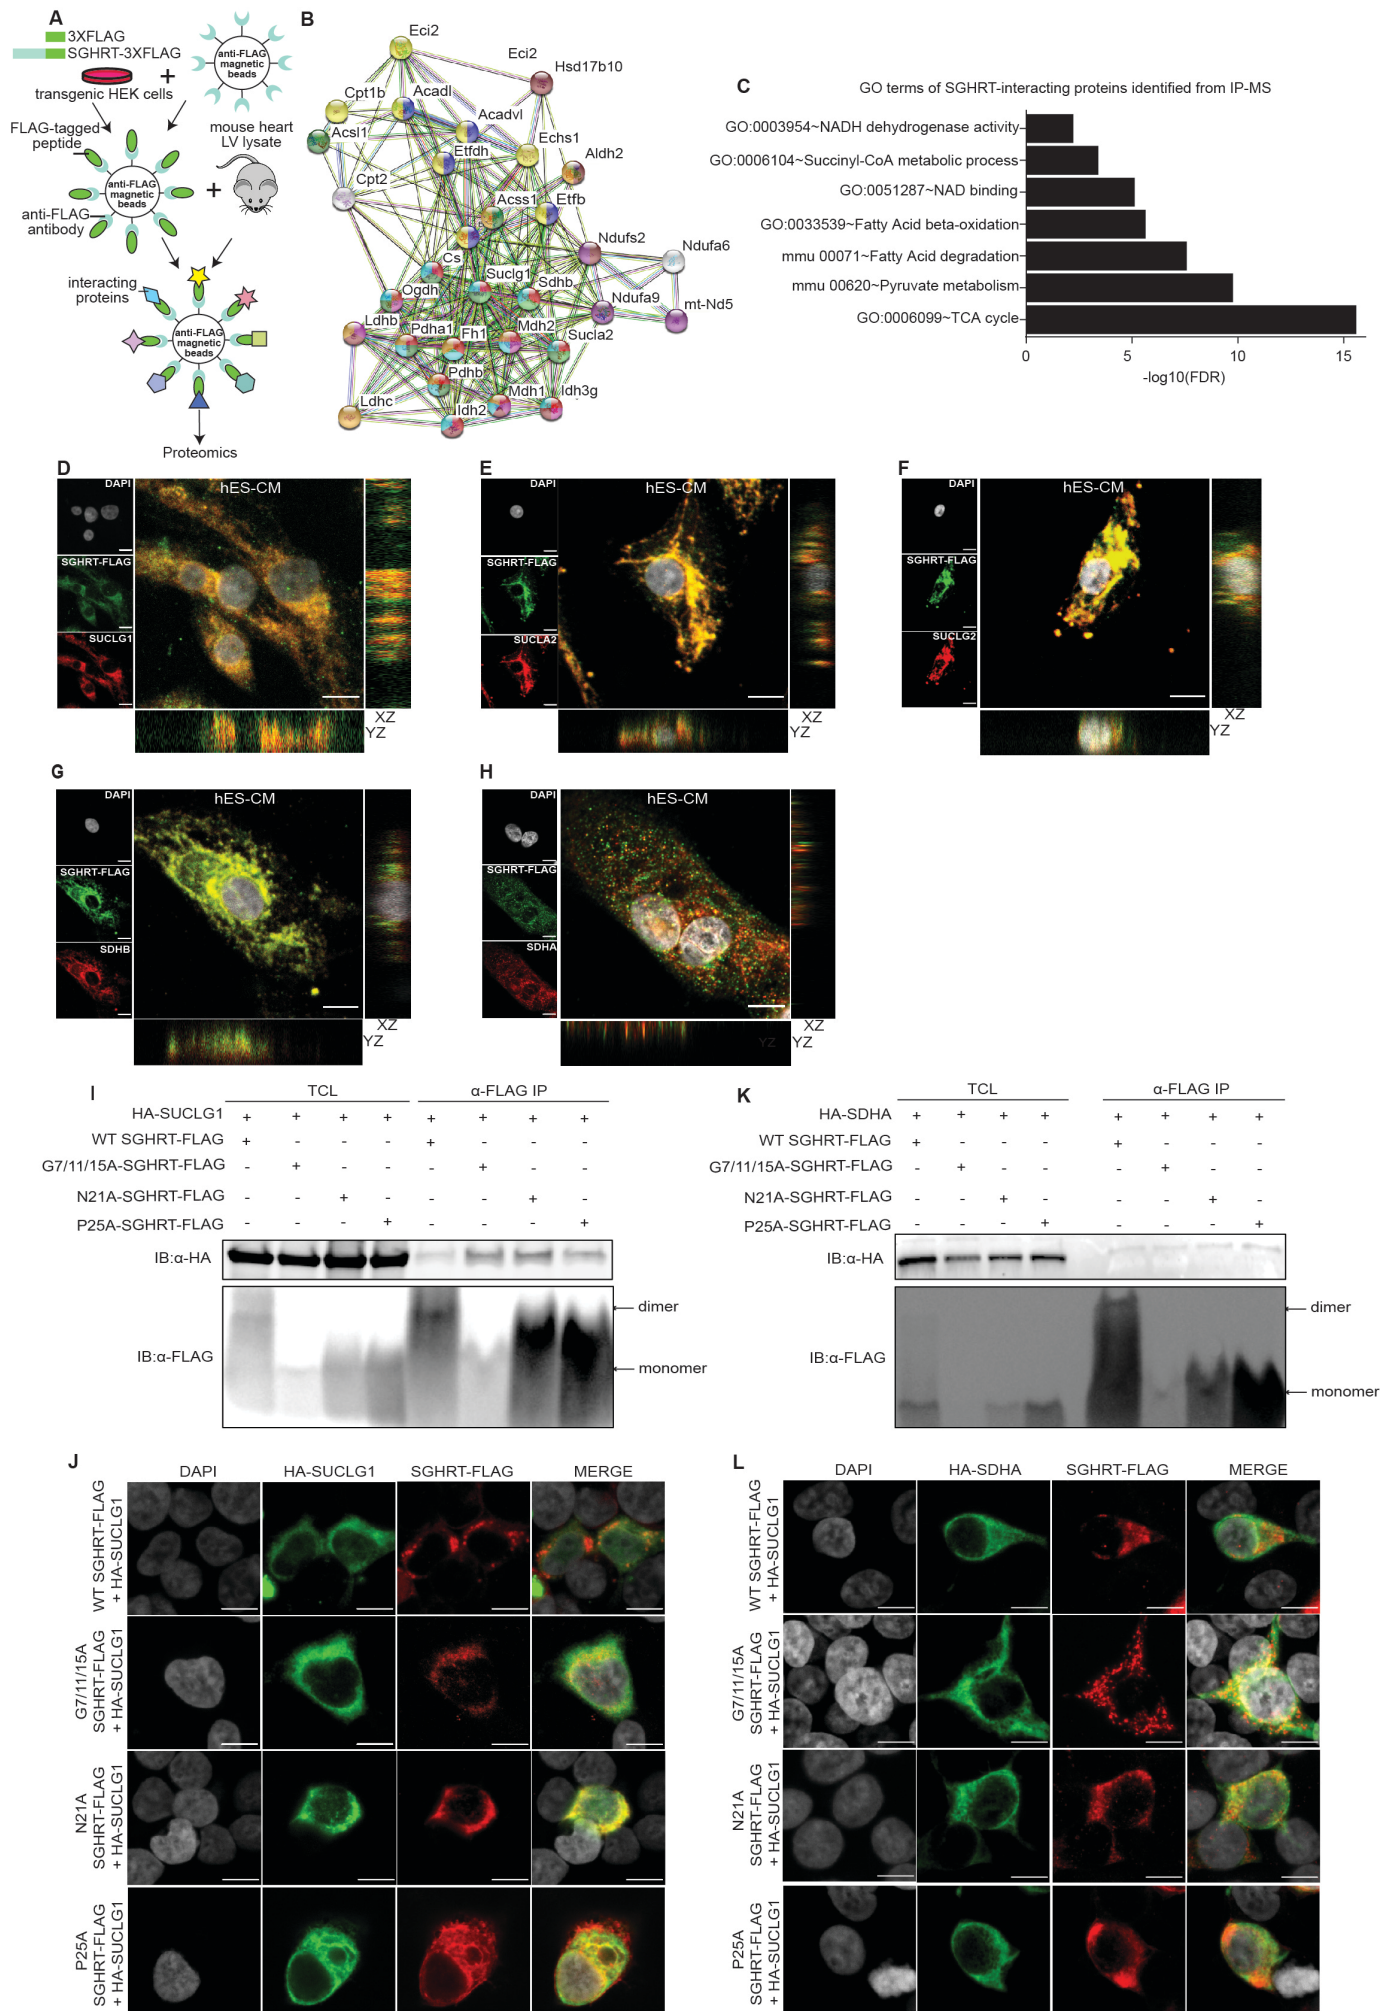 A
3XFLAG
SGHRT-3XFLAG
transgenic HEK cells
+
anti-FLAG
magnetic
beads
FLAG-tagged
peptide
mouse heart
LV lysate
anti-FLAG
magnetic
beads
+
anti-FLAG
antibody
interacting
proteins
anti-FLAG
magnetic
beads
Proteomics
B
Eci2
Eci2
Hsd17b10
Cpt1b
Acadl
Acadvl
Acsl1
Echs1
Etfdh
Aldh2
Cpt2
Acss1
Etfb
Ndufs2
Ndufa6
Cs
Suclg1
Sdhb
Ogdh
Ndufa9
mt-Nd5
Ldhb
Pdha1
Fh1
Mdh2
Sucla2
Pdhb
Ldhc
Mdh1
Idh3g
Idh2
C
GO terms of SGHRT-interacting proteins identified from IP-MS
GO:0003954~NADH dehydrogenase activity
GO:0006104~Succinyl-CoA metabolic process
GO:0051287~NAD binding
GO:0033539~Fatty Acid beta-oxidation
mmu 00071~Fatty Acid degradation
mmu 00620~Pyruvate metabolism
GO:0006099~TCA cycle
0 5 10 15
-log10(FDR)
D
DAPI
hES-CM
SGHRT-FLAG
SUCLG1
XZ
YZ
E
DAPI
hES-CM
SGHRT-FLAG
SUCLA2
XZ
YZ
F
DAPI
hES-CM
SGHRT-FLAG
SUCLG2
XZ
YZ
G
DAPI
hES-CM
SGHRT-FLAG
SDHB
XZ
YZ
H
DAPI
hES-CM
SGHRT-FLAG
SDHA
XZ
YZ YZ
I
TCL α-FLAG IP
HA-SUCLG1 + + + + + + + +
WT SGHRT-FLAG + - - - + - - -
G7/11/15A-SGHRT-FLAG - + - - - + - -
N21A-SGHRT-FLAG - - + - - - + -
P25A-SGHRT-FLAG - - - + - - - +
IB:α-HA
IB:α-FLAG
dimer
monomer
K
TCL α-FLAG IP
HA-SDHA + + + + + + + +
WT SGHRT-FLAG + - - - + - - -
G7/11/15A-SGHRT-FLAG - + - - - + - -
N21A-SGHRT-FLAG - - + - - - + -
P25A-SGHRT-FLAG - - - + - - - +
IB:α-HA
IB:α-FLAG
dimer
monomer
J
DAPI HA-SUCLG1 SGHRT-FLAG MERGE
WT SGHRT-FLAG
+ HA-SUCLG1
G7/11/15A
SGHRT-FLAG
+ HA-SUCLG1
N21A
SGHRT-FLAG
+ HA-SUCLG1
P25A
SGHRT-FLAG
+ HA-SUCLG1
L
DAPI HA-SDHA SGHRT-FLAG MERGE
WT SGHRT-FLAG
+ HA-SUCLG1
G7/11/15A
SGHRT-FLAG
+ HA-SUCLG1
N21A
SGHRT-FLAG
+ HA-SUCLG1
P25A
SGHRT-FLAG
+ HA-SUCLG1